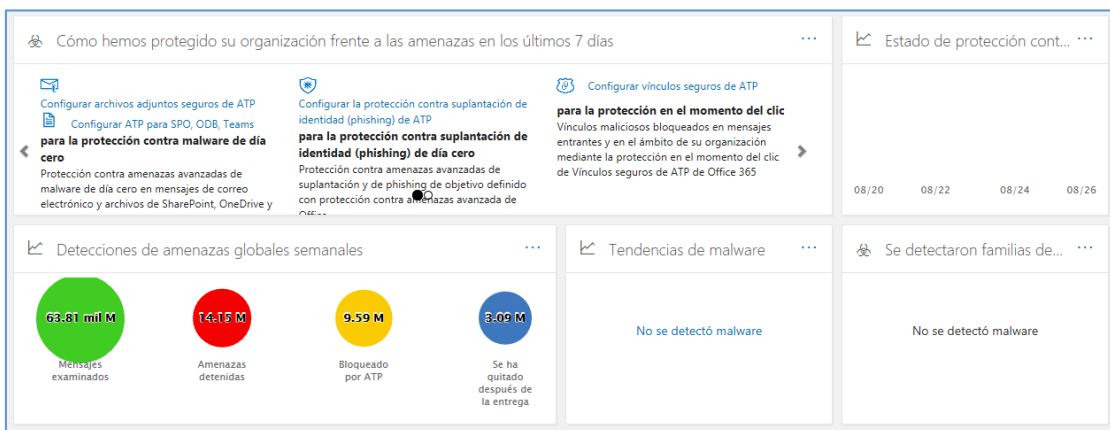 Cómo hemos protegido su organización frente a las amenazas en los últimos 7 días
Configurar archivos adjuntos seguros de ATP
Configurar ATP para SPO, ODB, Teams
para la protección contra malware de día
cero
Protección contra amenazas avanzadas de
malware de día cero en mensajes de correo
electrónico y archivos de SharePoint, OneDrive y
Configurar la protección contra suplantación de
identidad (phishing) de ATP
para la protección contra suplantación de
identidad (phishing) de día cero
Protección contra amenazas avanzadas de
suplantación y de phishing de objetivo definido
con protección contra amenazas avanzada de
Office
Configurar vínculos seguros de ATP
para la protección en el momento del clic
Vínculos maliciosos bloqueados en mensajes
entrantes y en el ámbito de su organización
mediante la protección en el momento del clic
de Vínculos seguros de ATP de Office 365
Estado de protección cont...
08/20 08/22 08/24 08/26
Detecciones de amenazas globales semanales
63.81 mil M
Mensajes
examinados
14.15 M
Amenazas
detenidas
9.59 M
Bloqueado
por ATP
3.09 M
Se ha
quitado
después de
la entrega
Tendencias de malware
No se detectó malware
Se detectaron familias de...
No se detectó malware